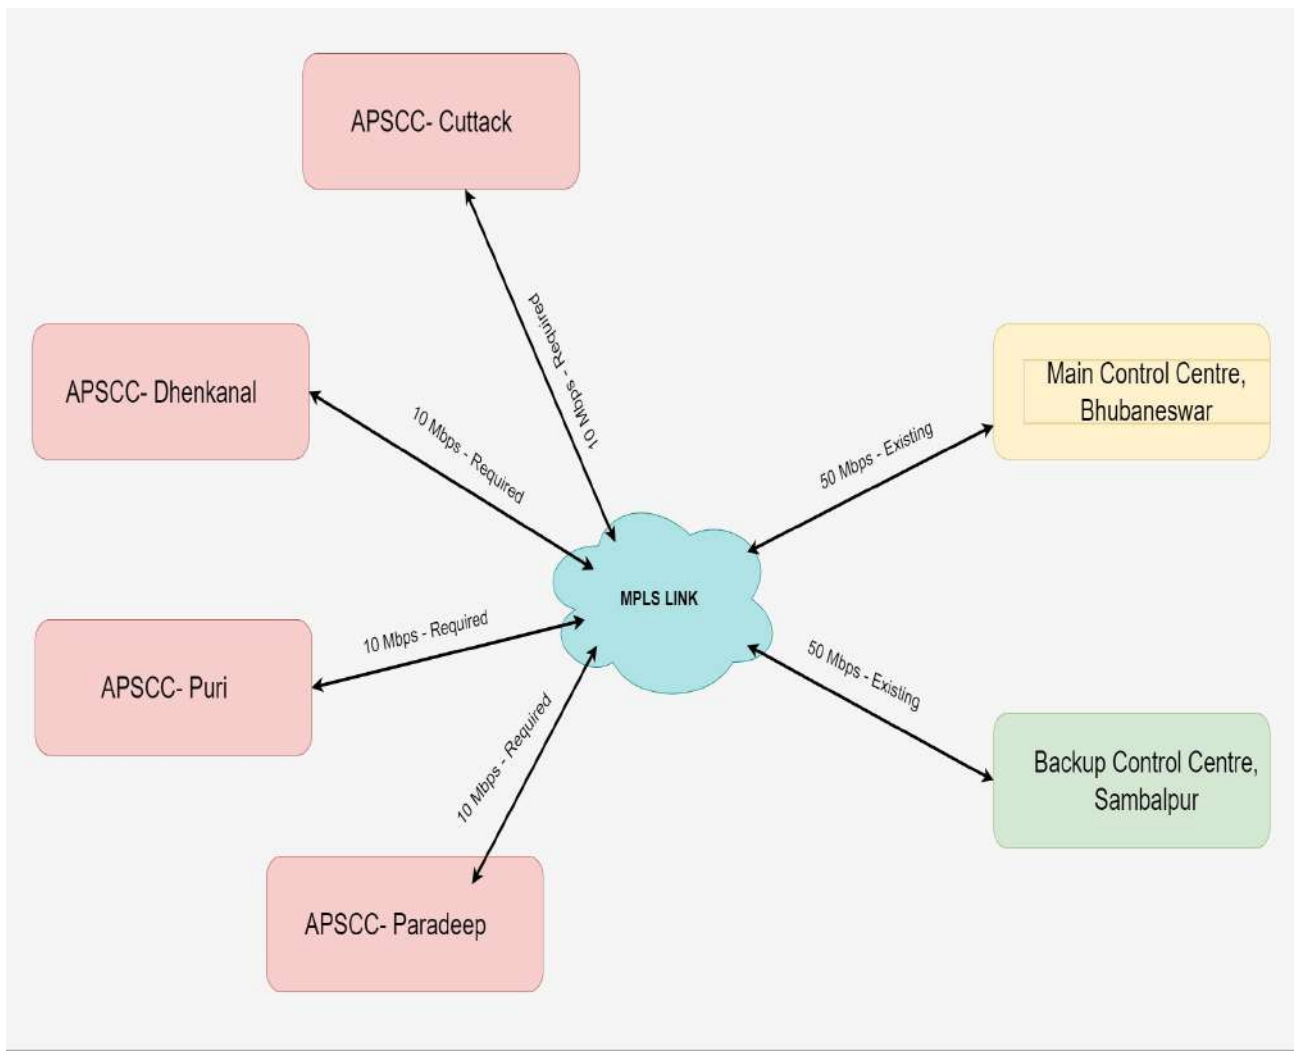 APSCC- Cuttack
10 Mbps - Required
APSCC- Dhenkanal
10 Mbps - Required
Main Control Centre,
Bhubaneswar
50 Mbps - Existing
MPLS LINK
10 Mbps - Required
APSCC- Puri
50 Mbps - Existing
10 Mbps - Required
Backup Control Centre,
Sambalpur
APSCC- Paradeep